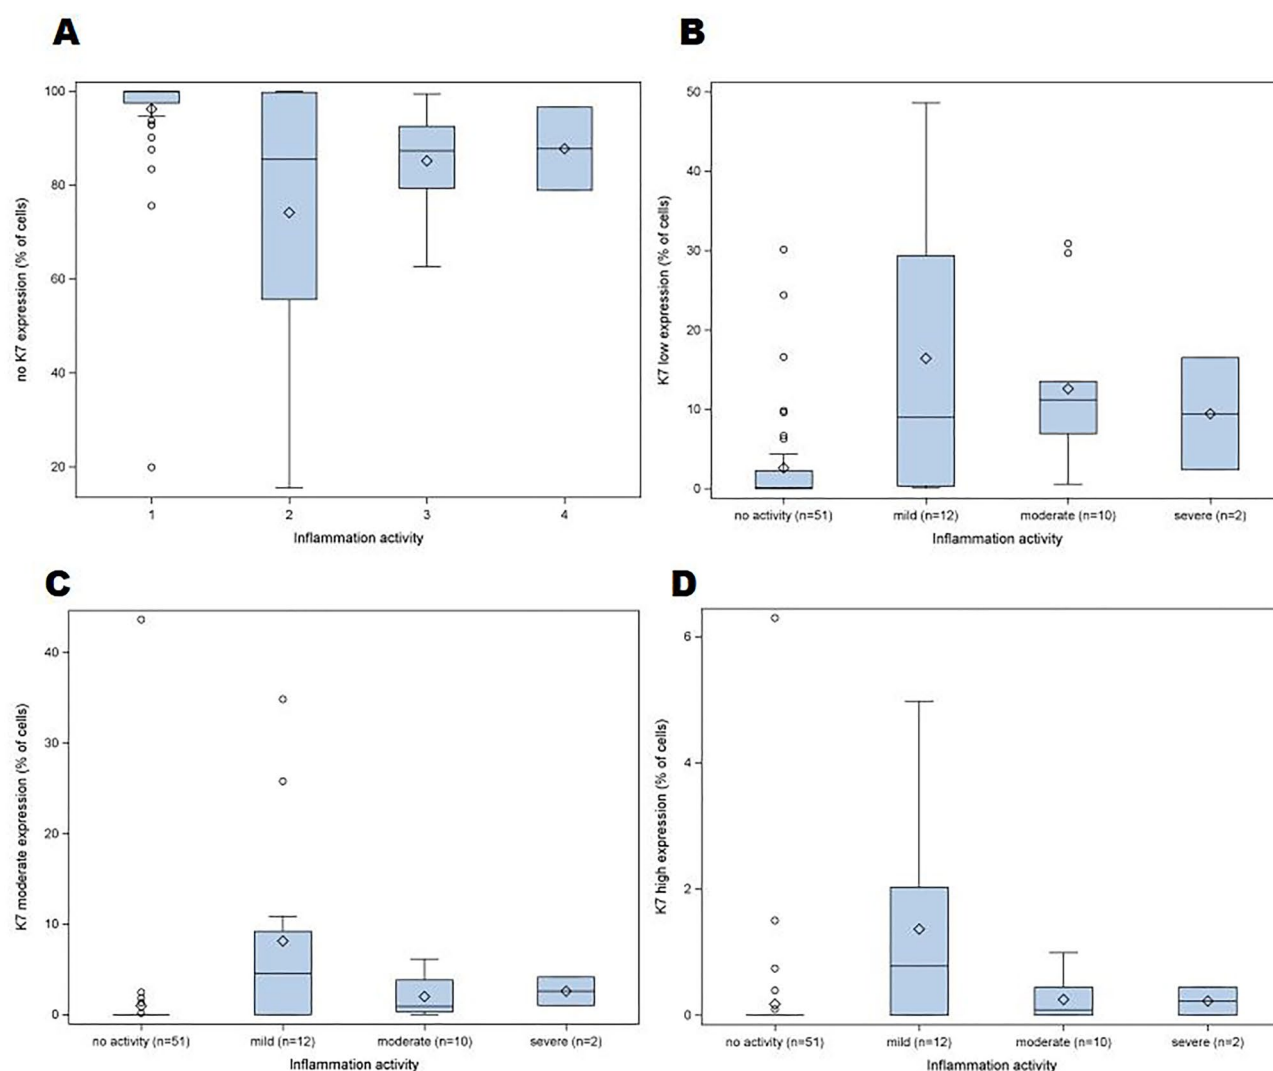 A
B
no K7 expression (% of cells)
100
80
60
40
20
1 2 3 4
Inflammation activity
K7 low expression (% of cells)
50
40
30
20
10
0
no activity (n=51) mild (n=12) moderate (n=10) severe (n=2)
Inflammation activity
C
D
K7 moderate expression (% of cells)
40
30
20
10
0
no activity (n=51) mild (n=12) moderate (n=10) severe (n=2)
Inflammation activity
K7 high expression (% of cells)
6
4
2
0
no activity (n=51) mild (n=12) moderate (n=10) severe (n=2)
Inflammation activity